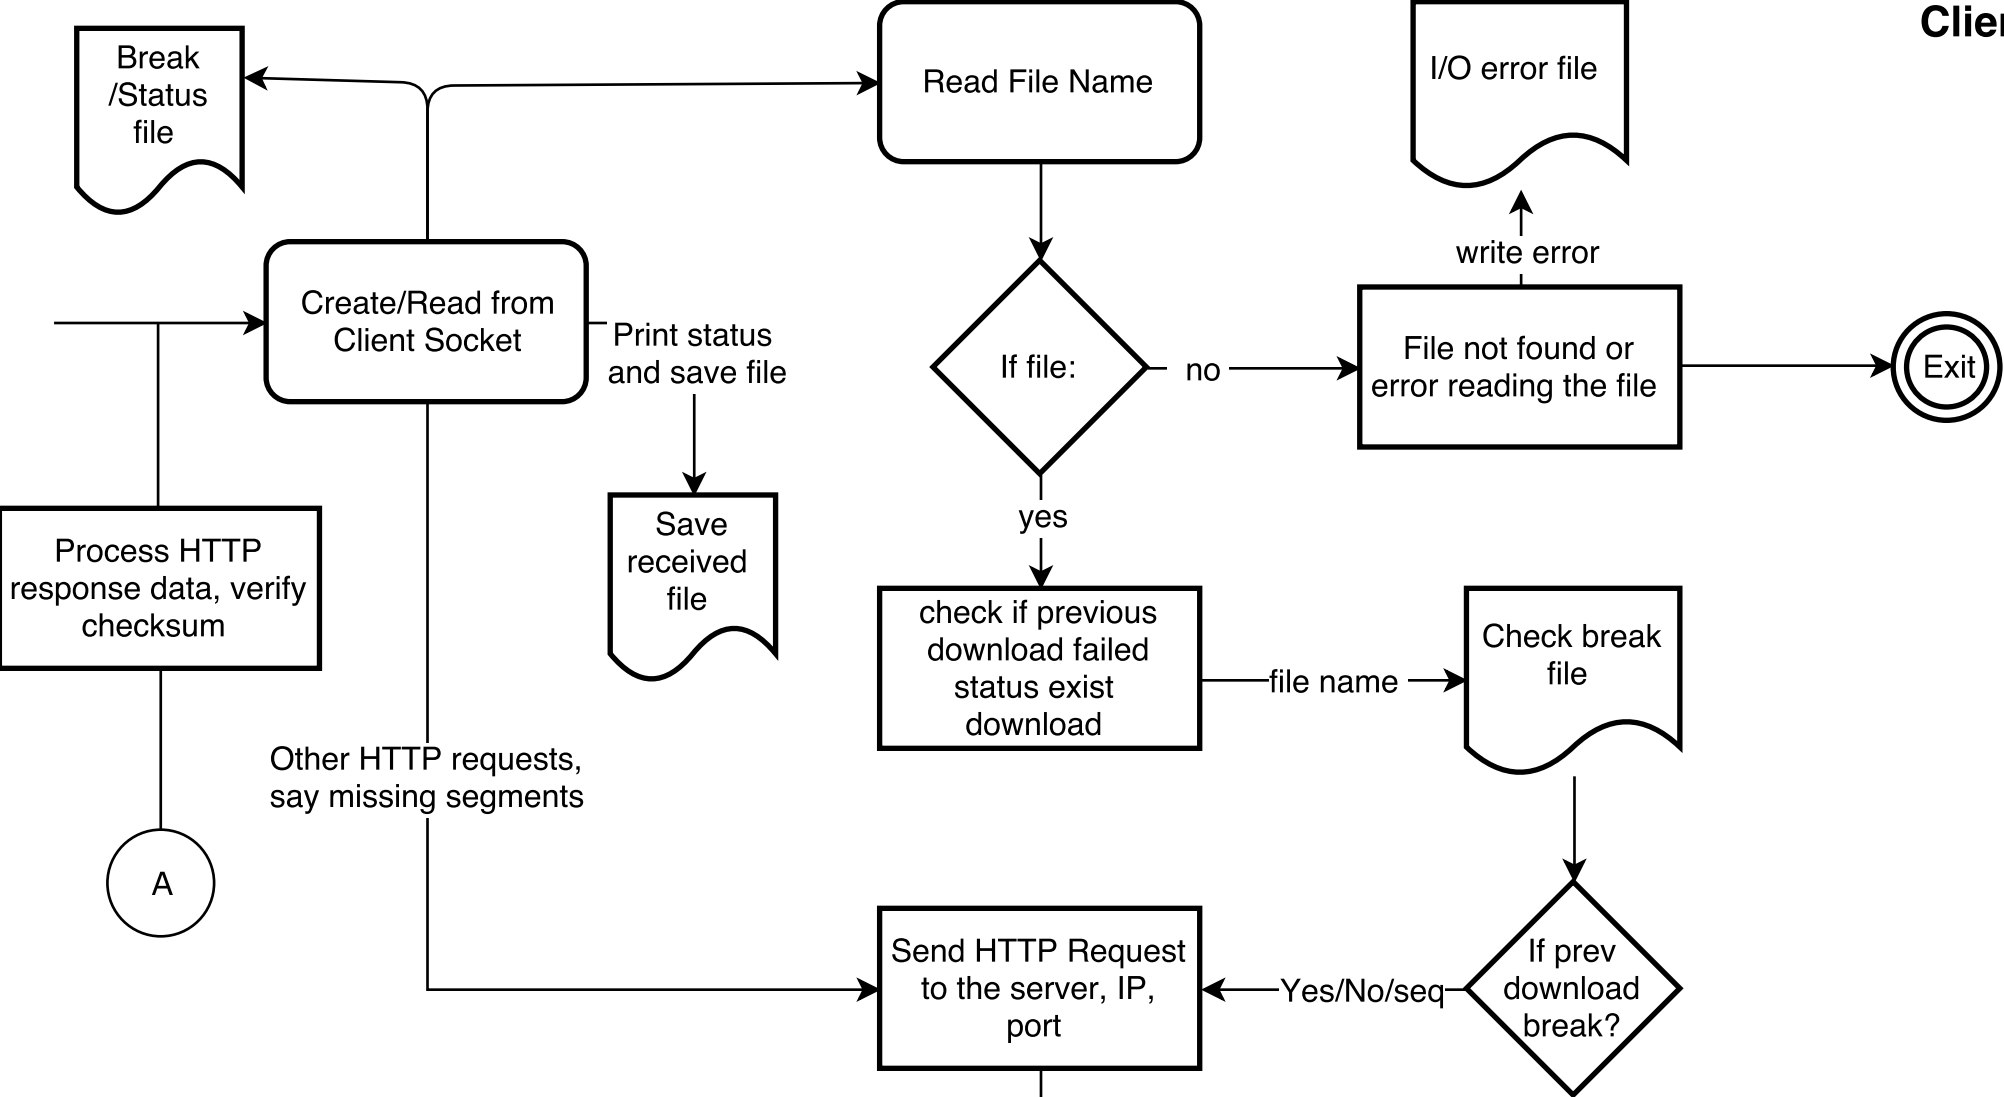 Clien
Break
/Status
file
Read File Name
I/O error file
write error
Create/Read from
Client Socket
Print status
and save file
If file:
no
File not found or
error reading the file
Exit
yes
Process HTTP
response data, verify
checksum
Save
received
file
check if previous
download failed
status exist
download
file name
Check break
file
Other HTTP requests,
say missing segments
A
Send HTTP Request
to the server, IP,
port
Yes/No/seq
If prev
download
break?